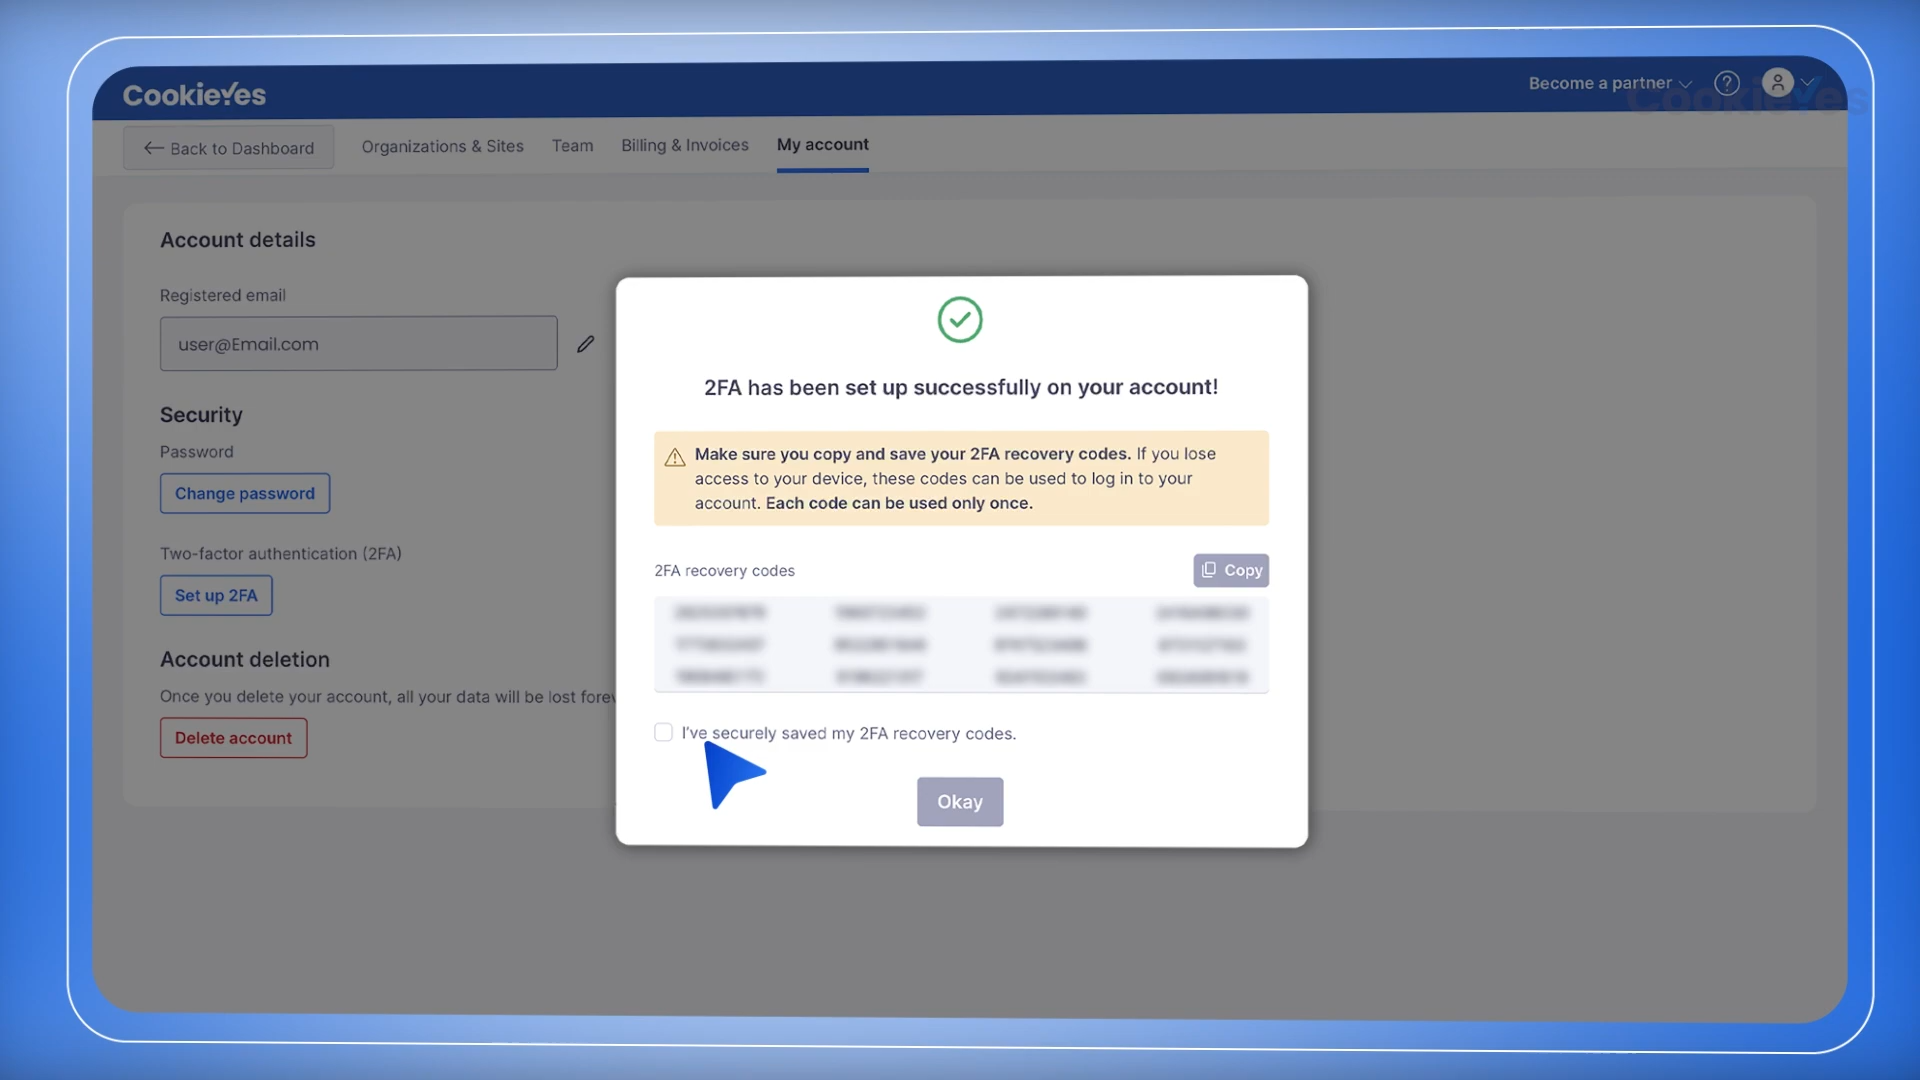 CookieYes
Become a partner
CookieYes
Back to Dashboard
Organizations & Sites
Team
Billing & Invoices
My account
Account details
Registered email
user@Email.com
Security
Password
Change password
Two-factor authentication (2FA)
Set up 2FA
Account deletion
Once you delete your account, all your data will be lost
Delete account
2FA has been set up successfully on your account!
Make sure you copy and save your 2FA recovery codes. If you lose
access to your device, these codes can be used to log in to your
account. Each code can be used only once.
2FA recovery codes
Copy
I've securely saved my 2FA recovery codes.
Okay